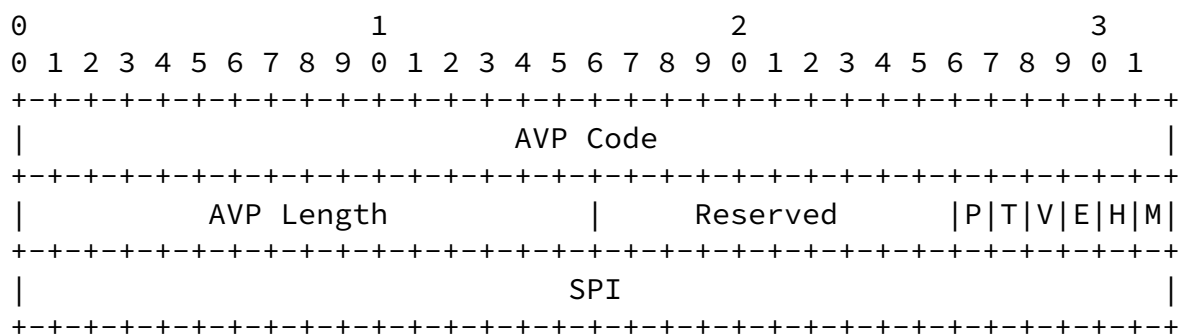 0                   1                   2                   3
0 1 2 3 4 5 6 7 8 9 0 1 2 3 4 5 6 7 8 9 0 1 2 3 4 5 6 7 8 9 0 1
+-+-+-+-+-+-+-+-+-+-+-+-+-+-+-+-+-+-+-+-+-+-+-+-+-+-+-+-+-+-+-+-+
|                           AVP Code                            |
+-+-+-+-+-+-+-+-+-+-+-+-+-+-+-+-+-+-+-+-+-+-+-+-+-+-+-+-+-+-+-+-+
|          AVP Length           |     Reserved      |P|T|V|E|H|M|
+-+-+-+-+-+-+-+-+-+-+-+-+-+-+-+-+-+-+-+-+-+-+-+-+-+-+-+-+-+-+-+-+
|                              SPI                              |
+-+-+-+-+-+-+-+-+-+-+-+-+-+-+-+-+-+-+-+-+-+-+-+-+-+-+-+-+-+-+-+-+